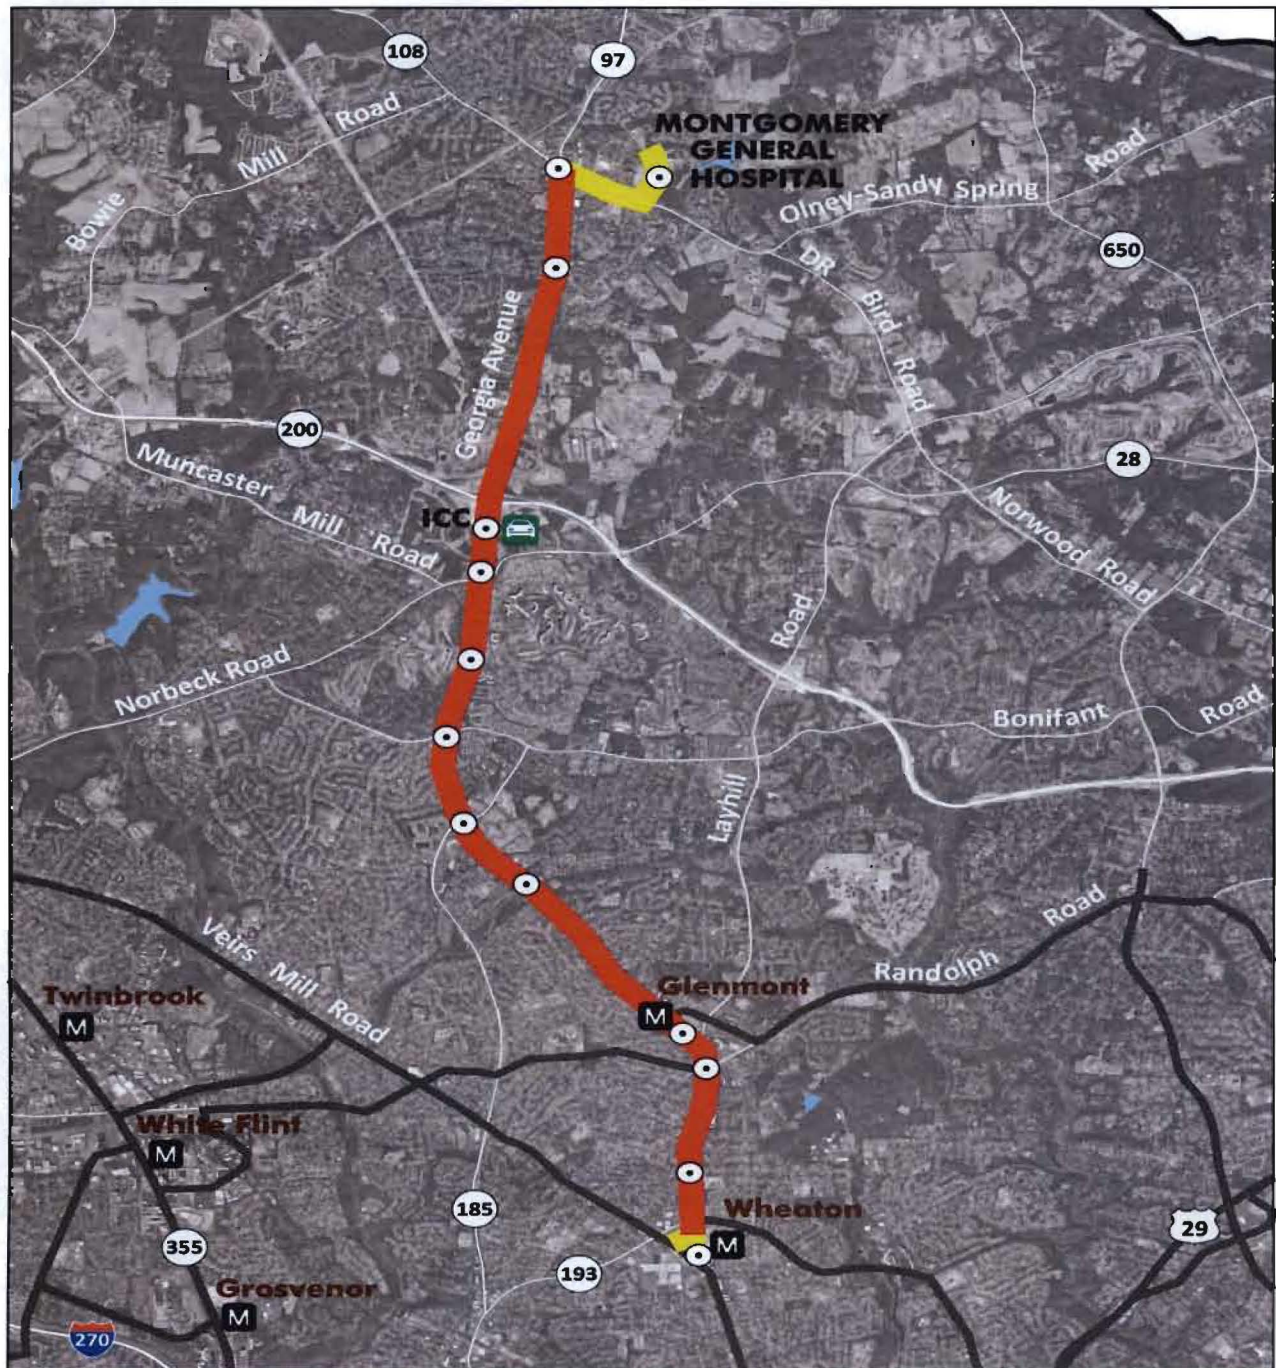 108
97
MONTGOMERY
GENERAL
HOSPITAL
Mill Road
Bowie
Olney-Sandy Spring Road
650
DR Bird Road
Georgia Avenue
200
28
Muncaster Mill Road
ICC
Norwood Road
Norbeck Road
Layhill Road
Bonifant Road
Veirs Mill Road
Randolph Road
Glenmont
M
Twinbrook
M
White Flint
M
185
Wheaton
M
29
355
193
Grosvenor
M
270